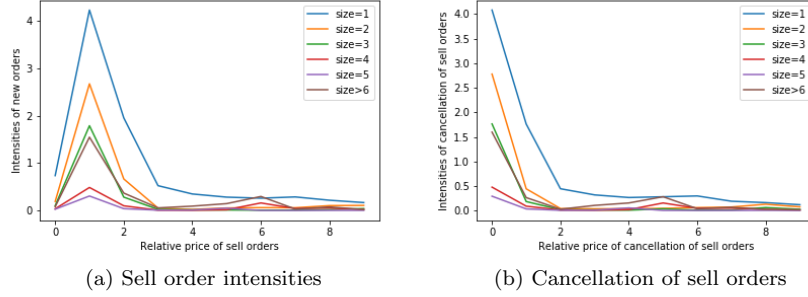 Intensities of new orders
4
3
2
1
0
0 2 4 6 8
Relative price of sell orders
size=1
size=2
size=3
size=4
size=5
size>6
(a) Sell order intensities
Intensities of cancellation of sell orders
4.0
3.5
3.0
2.5
2.0
1.5
1.0
0.5
0.0
0 2 4 6 8
Relative price of cancellation of sell orders
size=1
size=2
size=3
size=4
size=5
size>6
(b) Cancellation of sell orders